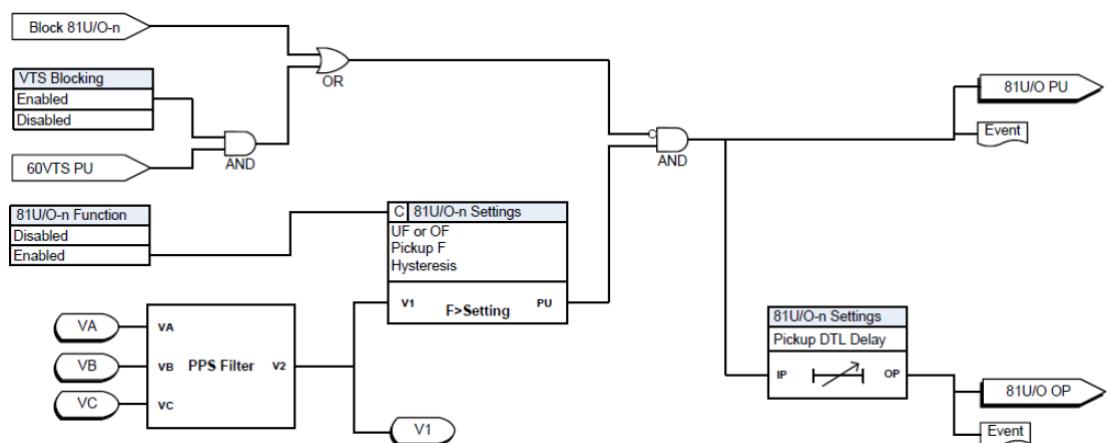 Block 81U/O-n
VTS Blocking
Enabled
Disabled
60VTS PU
OR
AND
81U/O-n Function
Disabled
Enabled
C 81U/O-n Settings
UF or OF
Pickup F
Hysteresis
V1 F>Setting PU
AND
81U/O PU
Event
VA
VB
VC
VA
VB PPS Filter V2
VC
V1
81U/O-n Settings
Pickup DTL Delay
IP OP
81U/O OP
Event